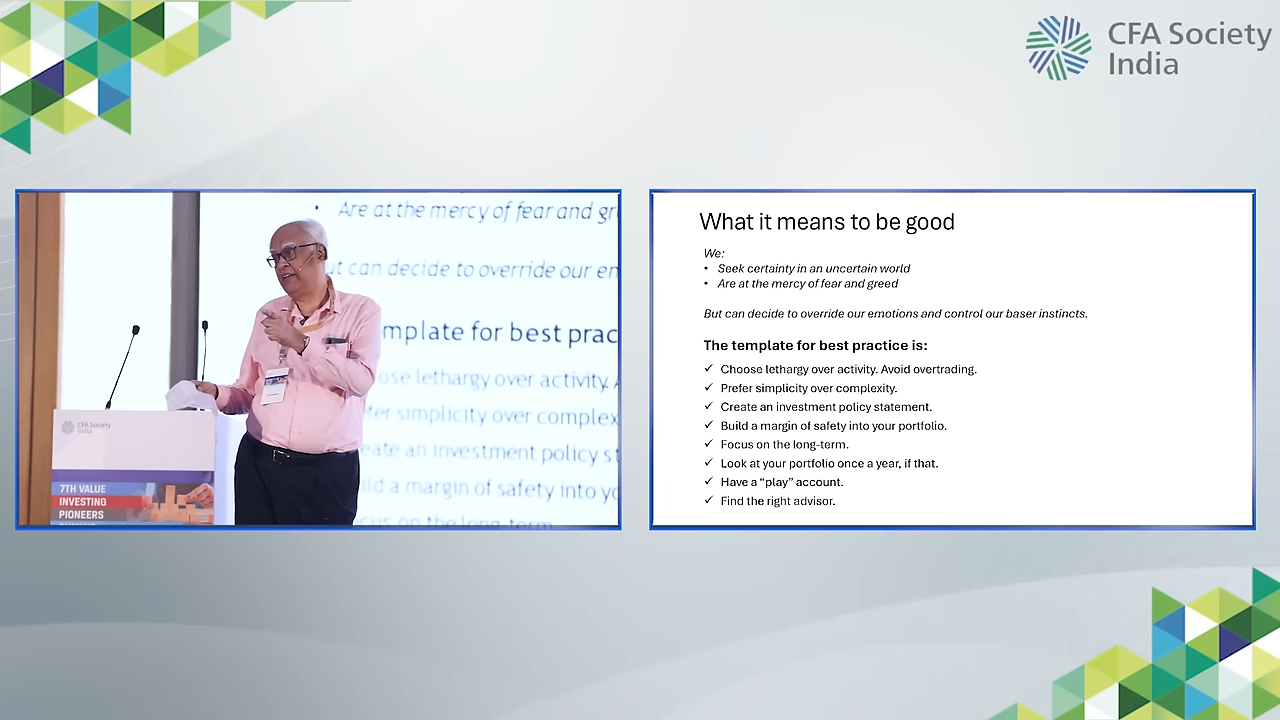 CFA Society
India
Are at the mercy of fear and
can decide to override our
mplate for best prac
ose lethargy over activity.
fer simplicity over complex
eate an investment policy st
ild a margin of safety into
cus on the long-term
CFA Society
India
7TH VALUE
INVESTING
PIONEERS
What it means to be good
We:
• Seek certainty in an uncertain world
• Are at the mercy of fear and greed
But can decide to override our emotions and control our baser instincts.
The template for best practice is:
✓ Choose lethargy over activity. Avoid overtrading.
✓ Prefer simplicity over complexity.
✓ Create an investment policy statement.
✓ Build a margin of safety into your portfolio.
✓ Focus on the long-term.
✓ Look at your portfolio once a year, if that.
✓ Have a “play” account.
✓ Find the right advisor.